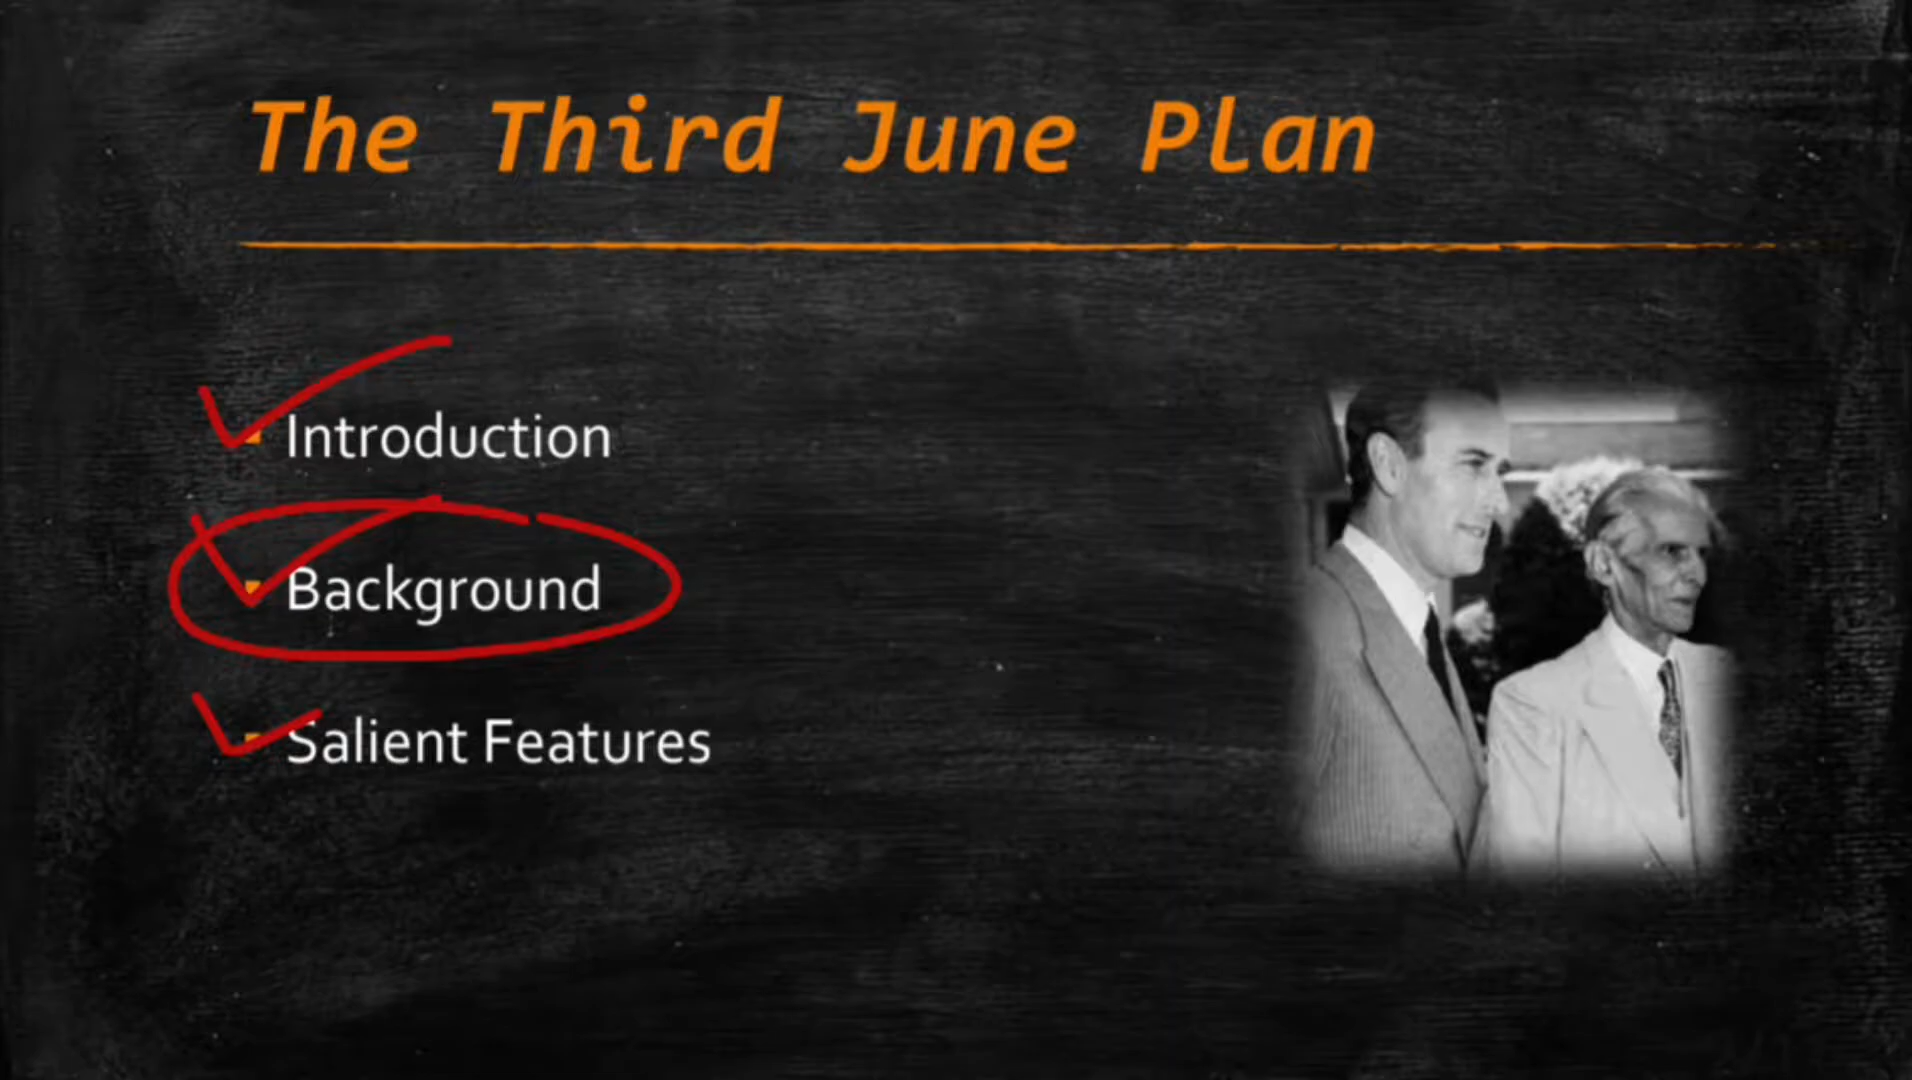 The Third June Plan
Introduction
Background
Salient Features